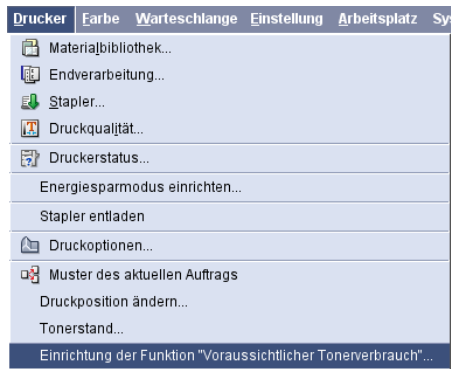 Drucker Farbe Warteschlange Einstellung Arbeitsplatz
Materialbibliothek...
Endverarbeitung...
Stapler...
Druckqualität...
Druckerstatus...
Energiesparmodus einrichten...
Stapler entladen
Druckoptionen...
Muster des aktuellen Auftrags
Druckposition ändern...
Tonerstand...
Einrichtung der Funktion "Voraussichtlicher Tonerverbrauch"...